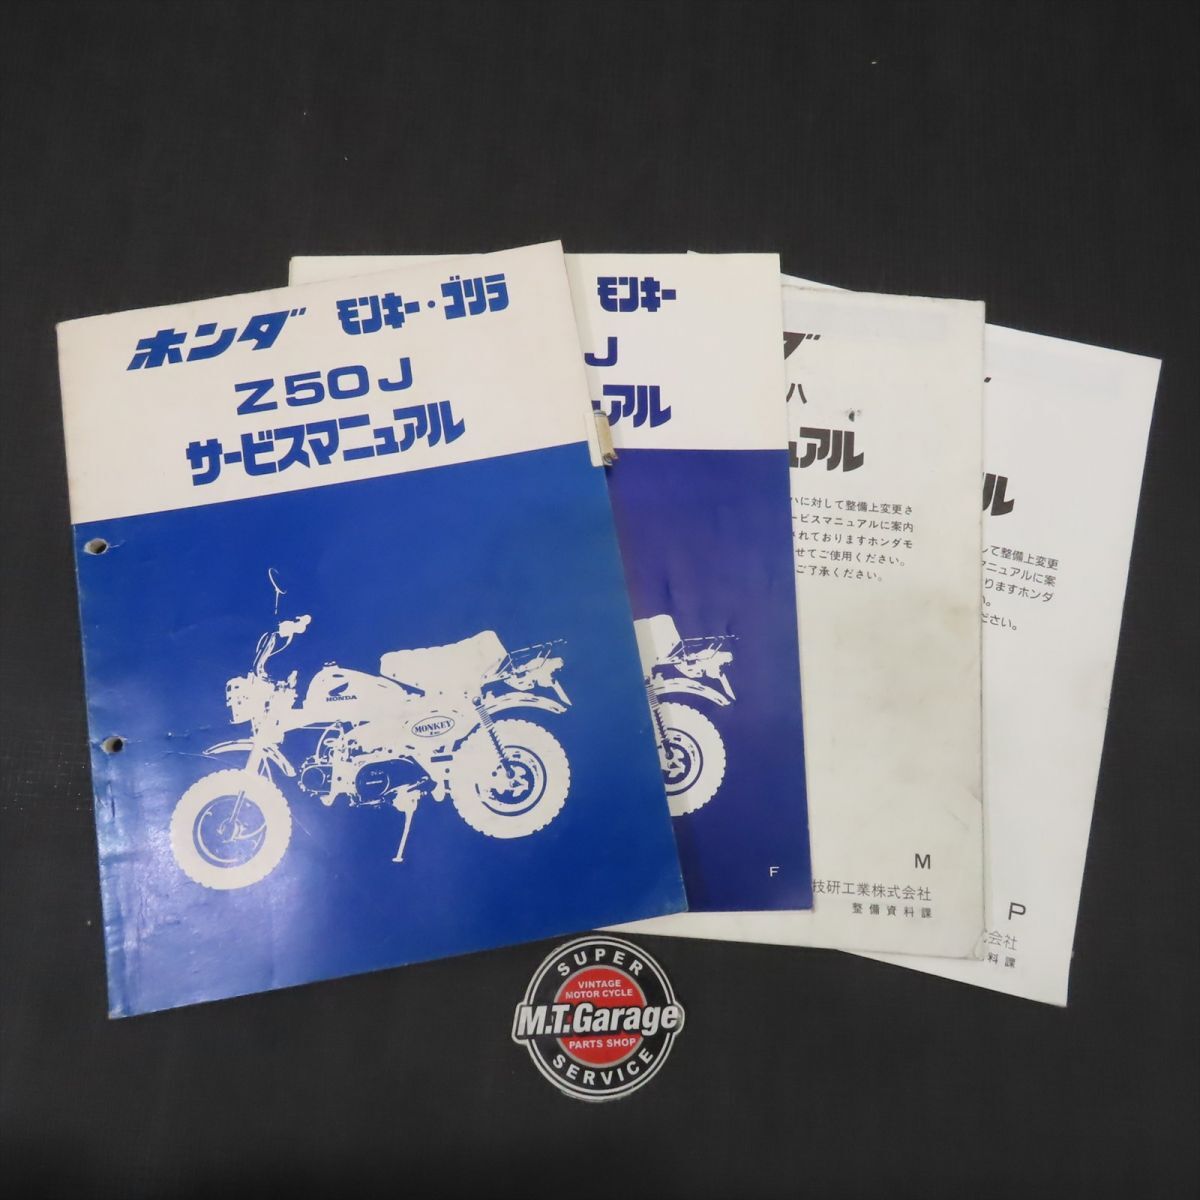 ホンダ モンキー・ゴリラ
Z50J
サービスマニュアル
HONDA
MONKEY
モンキー
J
アル
F
ダ
ハ
ュアル
ハに対して整備上変更さ
ービスマニュアルに案内
されておりますホンダモ
せてご使用ください。
ご了承ください。
M
技研工業株式会社
整備資料課
ル
して整備上変更
マニュアルに案
りますホンダ
い。
ださい。
P
式会社
料課
SUPER
VINTAGE
MOTOR CYCLE
M.T.Garage
PARTS SHOP
SERVICE